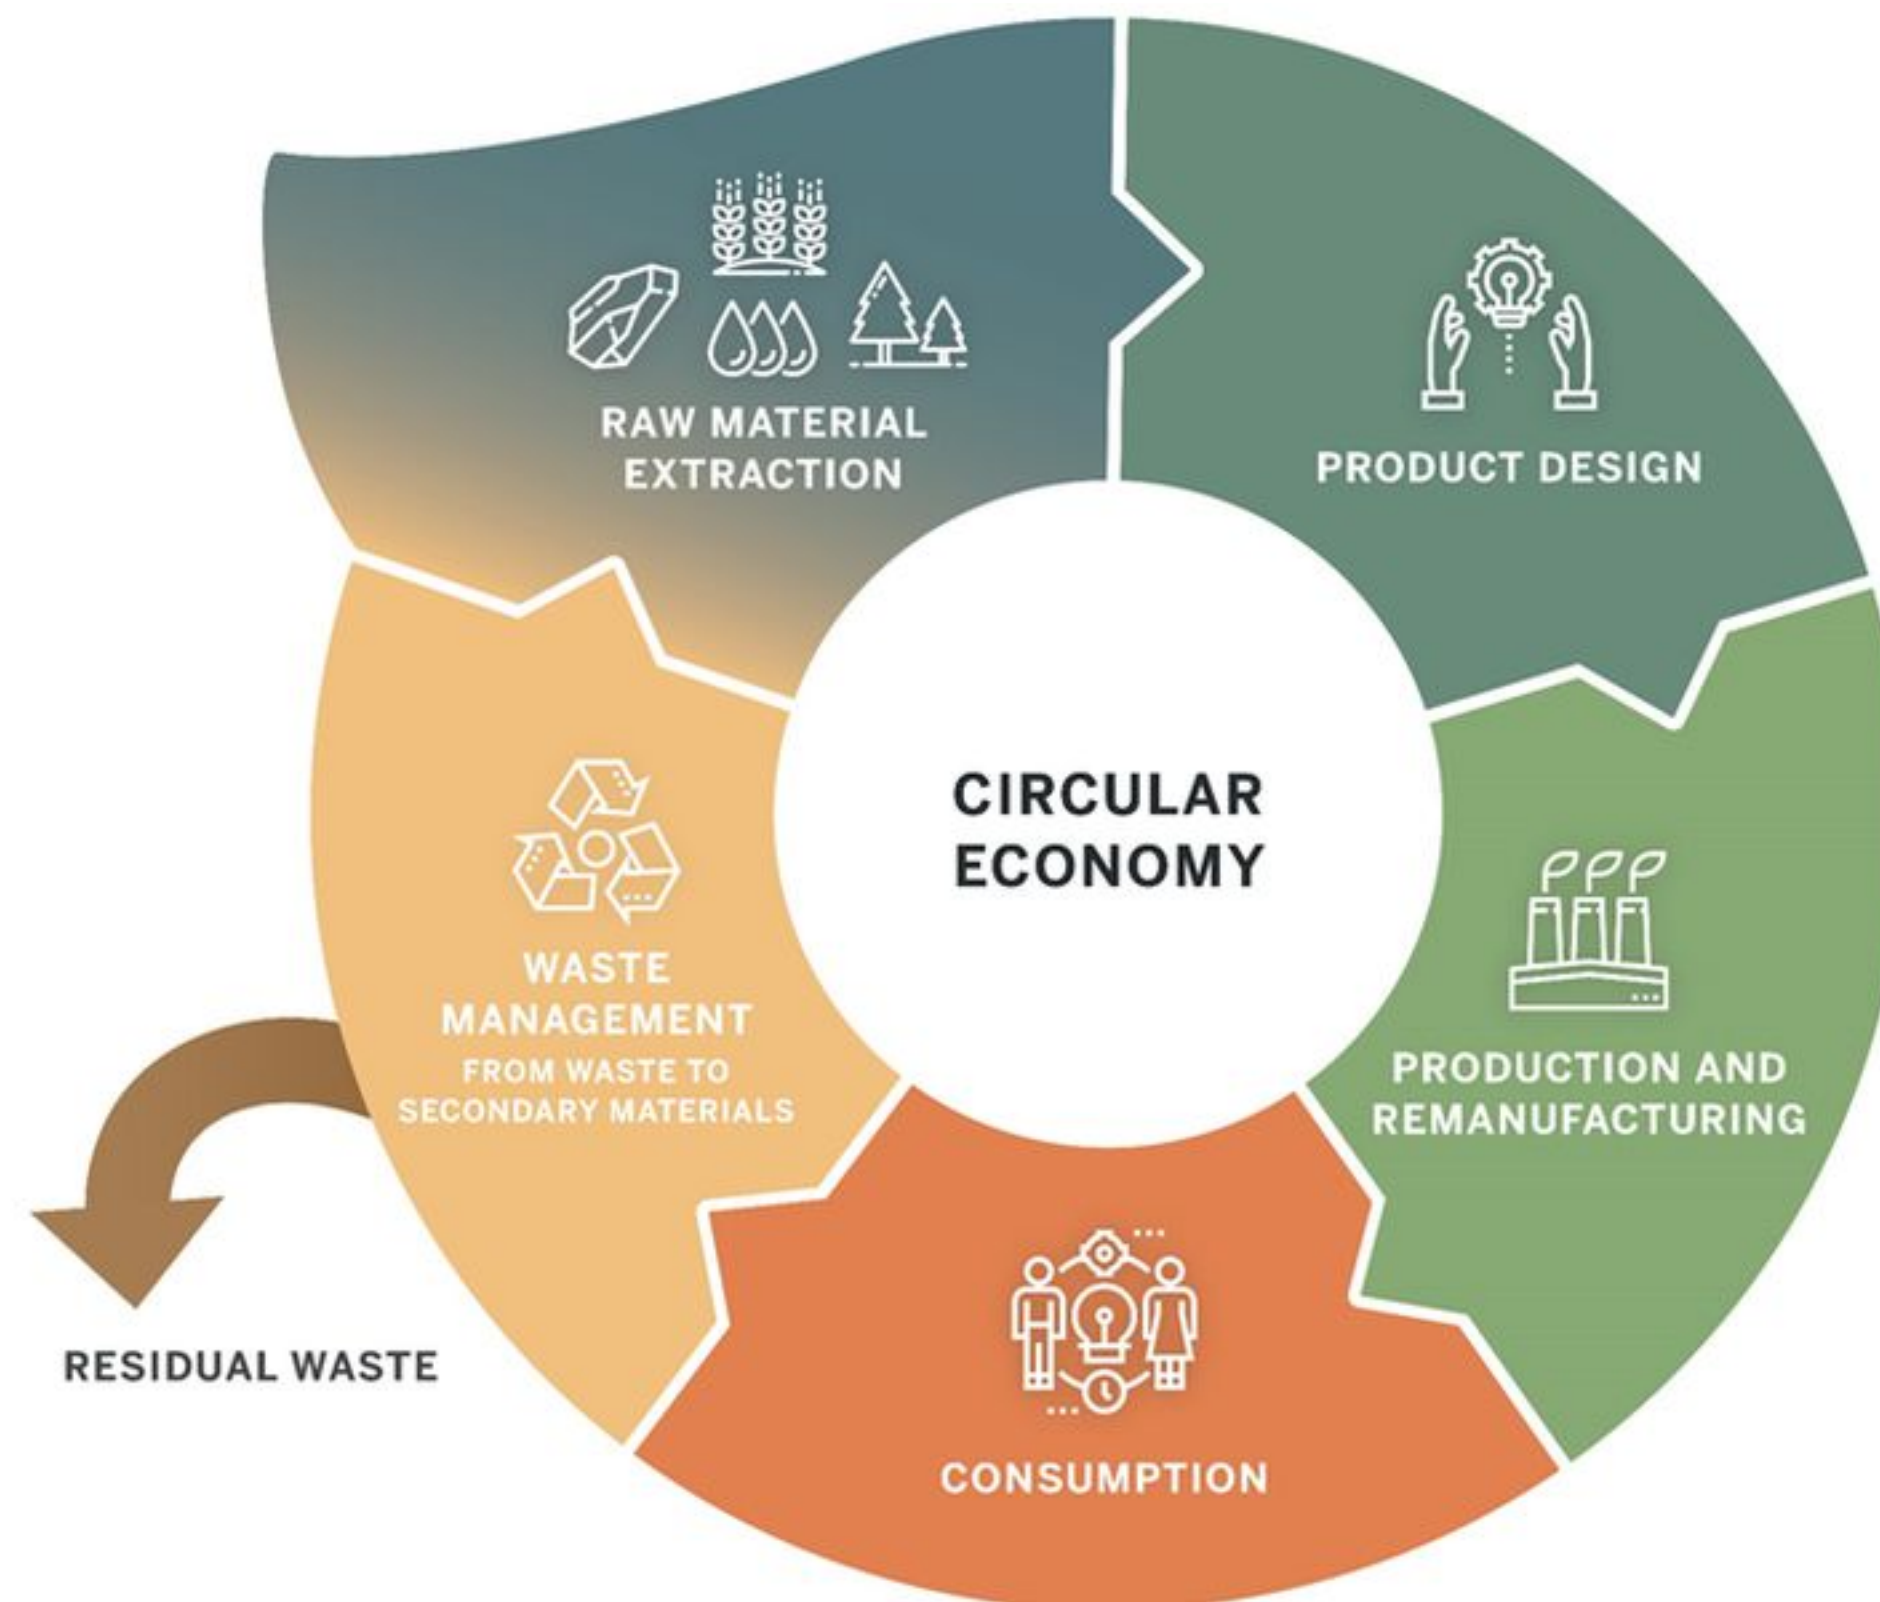 RAW MATERIAL
EXTRACTION
PRODUCT DESIGN
CIRCULAR
ECONOMY
PRODUCTION AND
REMANUFACTURING
CONSUMPTION
WASTE
MANAGEMENT
FROM WASTE TO
SECONDARY MATERIALS
RESIDUAL WASTE